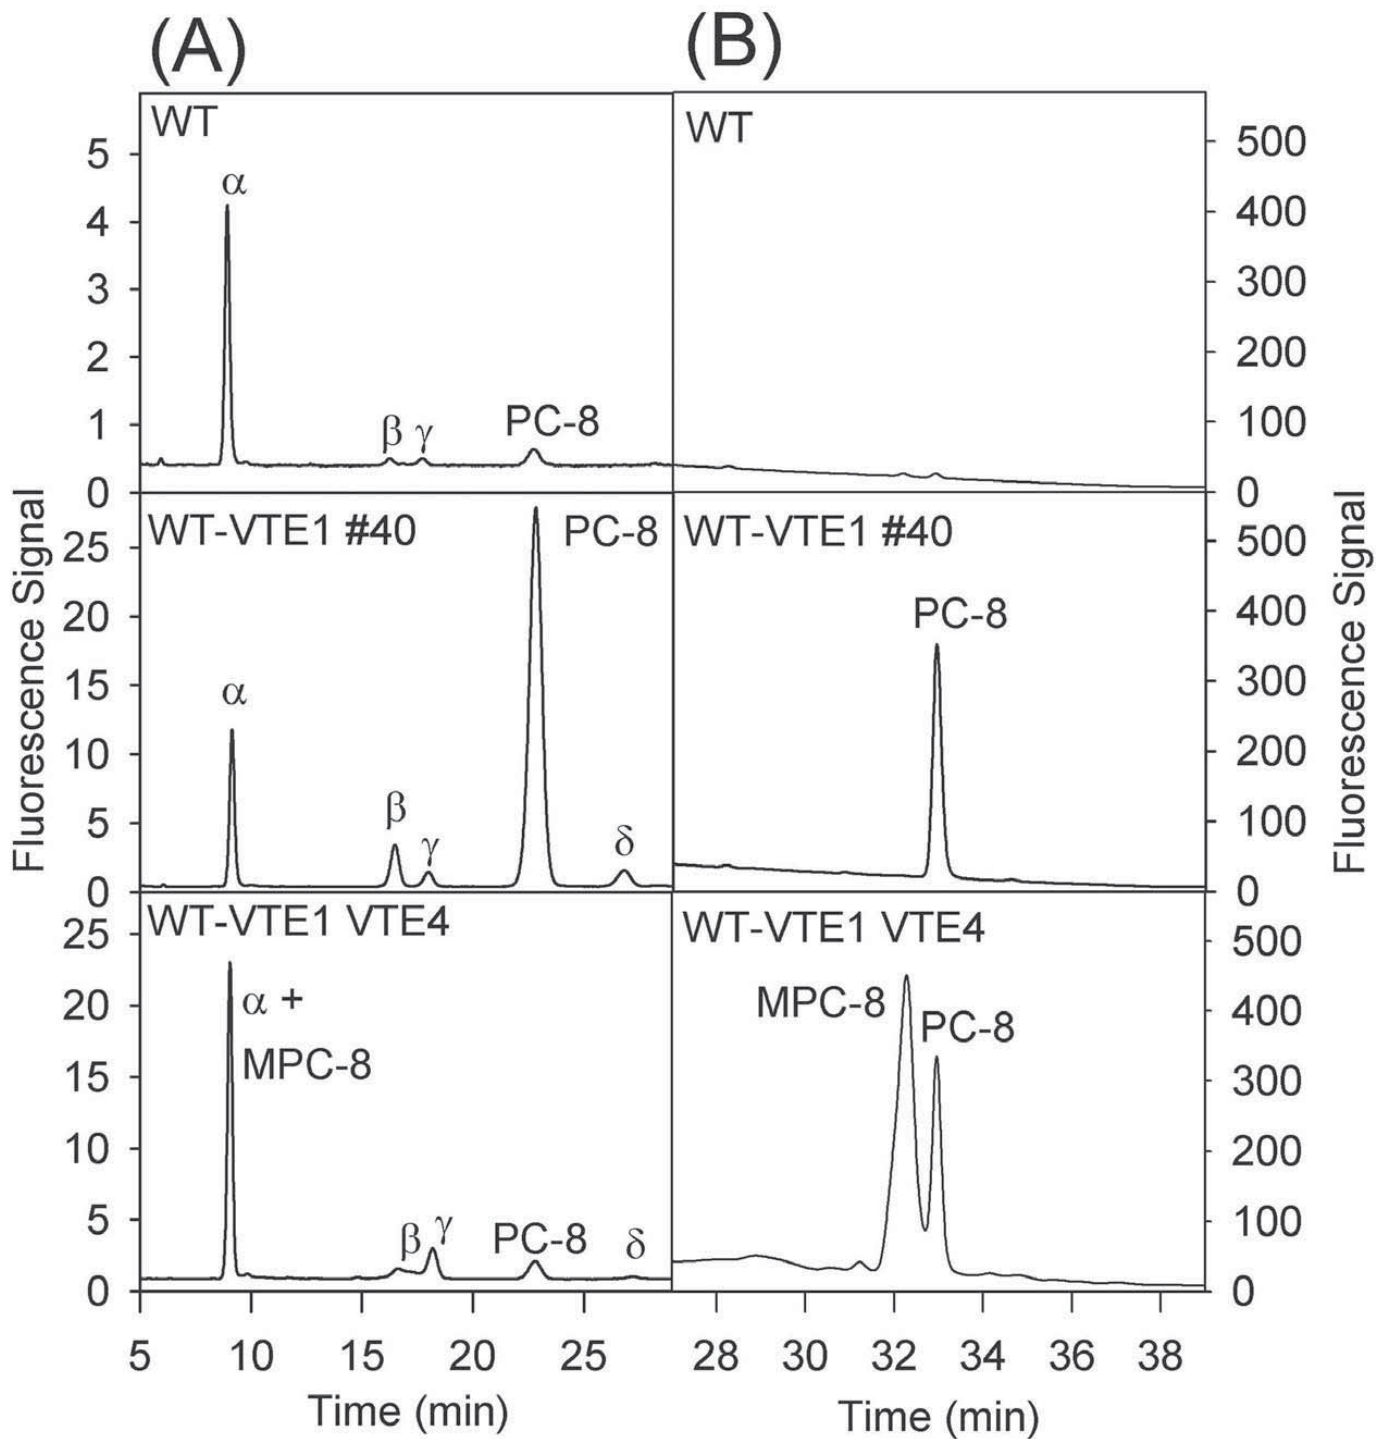 (A)
(B)
WT
5
4
3
2
1
0
α
β γ
PC-8
WT
500
400
300
200
100
0
Fluorescence Signal
WT-VTE1 #40
25
20
15
10
5
0
α
β
γ
PC-8
δ
WT-VTE1 #40
PC-8
500
400
300
200
100
0
Fluorescence Signal
WT-VTE1 VTE4
25
20
15
10
5
0
α +
MPC-8
β γ
PC-8
δ
WT-VTE1 VTE4
MPC-8
PC-8
500
400
300
200
100
0
5 10 15 20 25
Time (min)
28 30 32 34 36 38
Time (min)